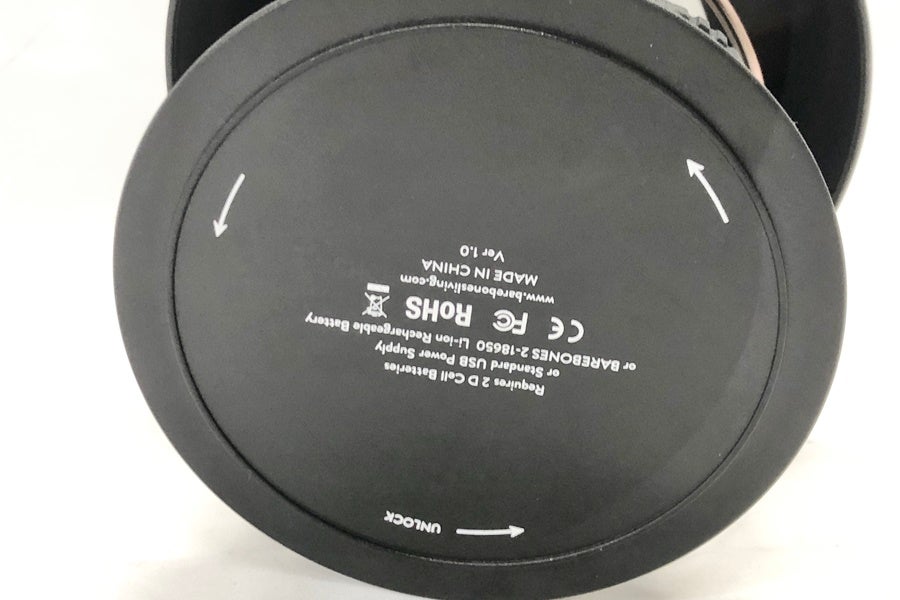 UNLOCK
Requires 2 D Cell Batteries
or Standard USB Power Supply
or BAREBONES 2-18650 Li-ion Rechargeable Battery
CE FC RoHS
www.barebonesliving.com
MADE IN CHINA
Ver 1.0